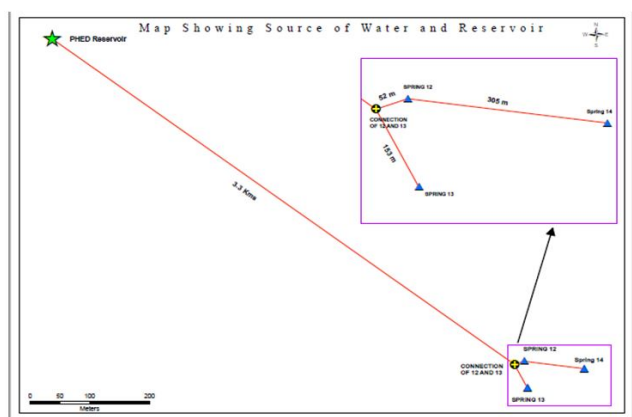 Map Showing Source of Water and Reservoir
N
W E
S
PHED Reservoir
SPRING 12
52 m
305 m
Spring 14
CONNECTION
OF 12 AND 13
153 m
SPRING 13
3.3 Kms
SPRING 12
CONNECTION
OF 12 AND 13
Spring 14
SPRING 13
0 50 100 200
Meters